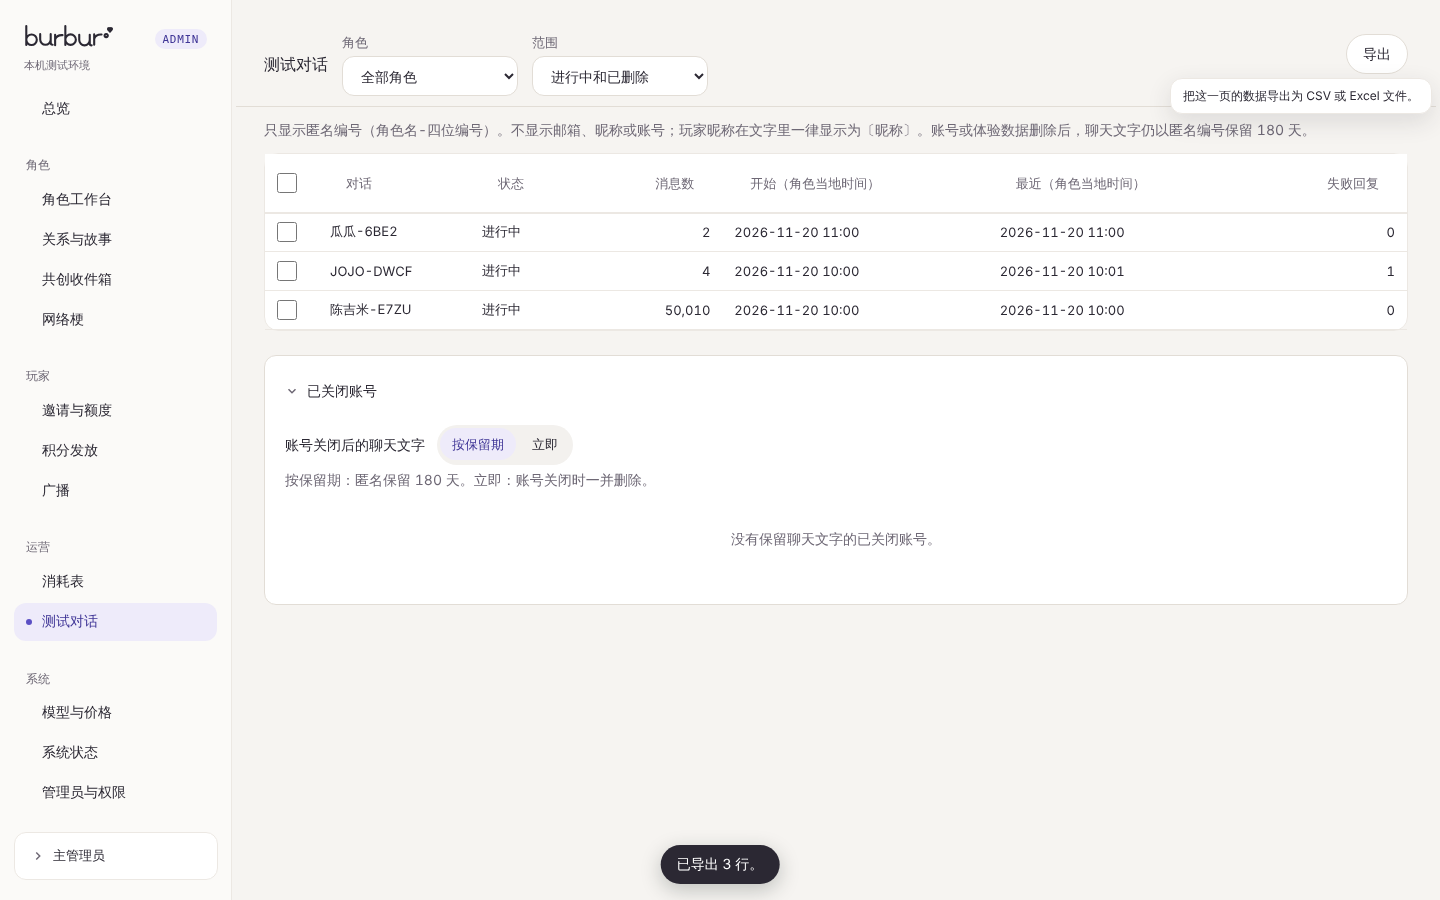 burbur
ADMIN
本机测试环境
总览
角色
角色工作台
关系与故事
共创收件箱
网络梗
玩家
邀请与额度
积分发放
广播
运营
消耗表
测试对话
系统
模型与价格
系统状态
管理员与权限
主管理员
测试对话
角色
全部角色
范围
进行中和已删除
导出
把这一页的数据导出为 CSV 或 Excel 文件。
只显示匿名编号（角色名-四位编号）。不显示邮箱、昵称或账号；玩家昵称在文字里一律显示为〔昵称〕。账号或体验数据删除后，聊天文字仍以匿名编号保留 180 天。
对话 状态 消息数 开始（角色当地时间） 最近（角色当地时间） 失败回复
瓜瓜-6BE2 进行中 2 2026-11-20 11:00 2026-11-20 11:00 0
JOJO-DWCF 进行中 4 2026-11-20 10:00 2026-11-20 10:01 1
陈吉米-E7ZU 进行中 50,010 2026-11-20 10:00 2026-11-20 10:00 0
已关闭账号
账号关闭后的聊天文字 按保留期 立即
按保留期：匿名保留 180 天。立即：账号关闭时一并删除。
没有保留聊天文字的已关闭账号。
已导出 3 行。